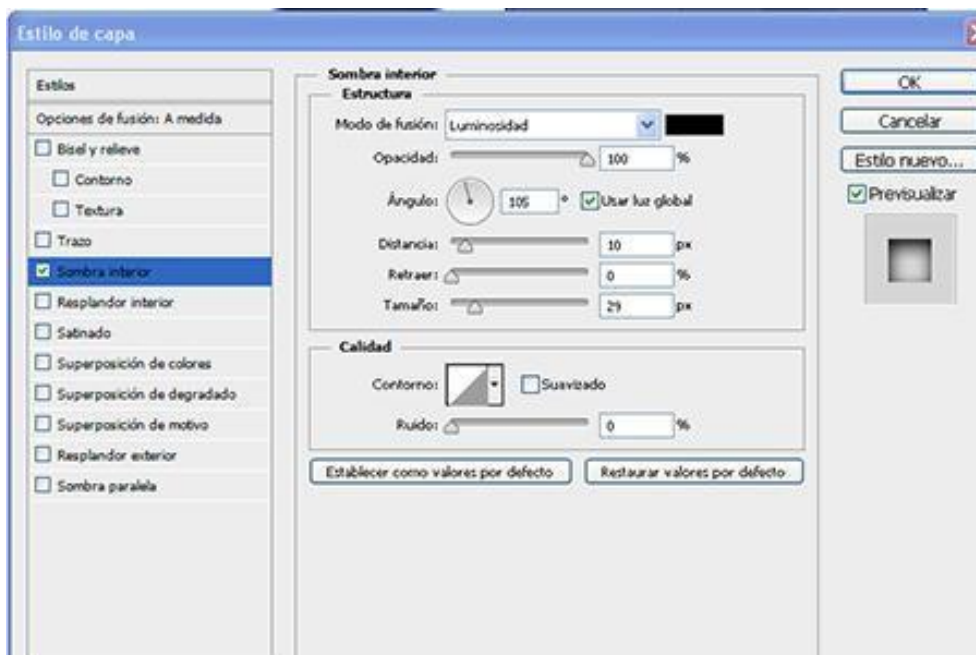 Estilo de capa
Estilos
Opciones de fusión: A medida
Bisel y relieve
Contorno
Textura
Trazo
Sombra interior
Resplandor interior
Satinado
Superposición de colores
Superposición de degradado
Superposición de motivo
Resplandor exterior
Sombra paralela
Sombra interior
Estructura
Modo de fusión: Luminosidad
Opacidad: 100 %
Ángulo: 105 ° Usar luz global
Distancia: 10 px
Retraer: 0 %
Tamaño: 29 px
Calidad
Contorno: Suavizado
Ruido: 0 %
Establecer como valores por defecto Restaurar valores por defecto
OK
Cancelar
Estilo nuevo...
Previsualizar